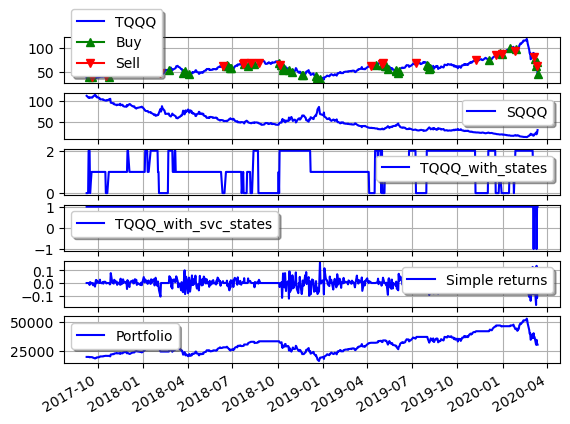 TQQQ
Buy
Sell
100
50
SQQQ
100
50
TQQQ_with_states
2
0
TQQQ_with_svc_states
1
0
−1
Simple returns
0.1
0.0
−0.1
Portfolio
50000
25000
2017-10 2018-01 2018-04 2018-07 2018-10 2019-01 2019-04 2019-07 2019-10 2020-01 2020-04